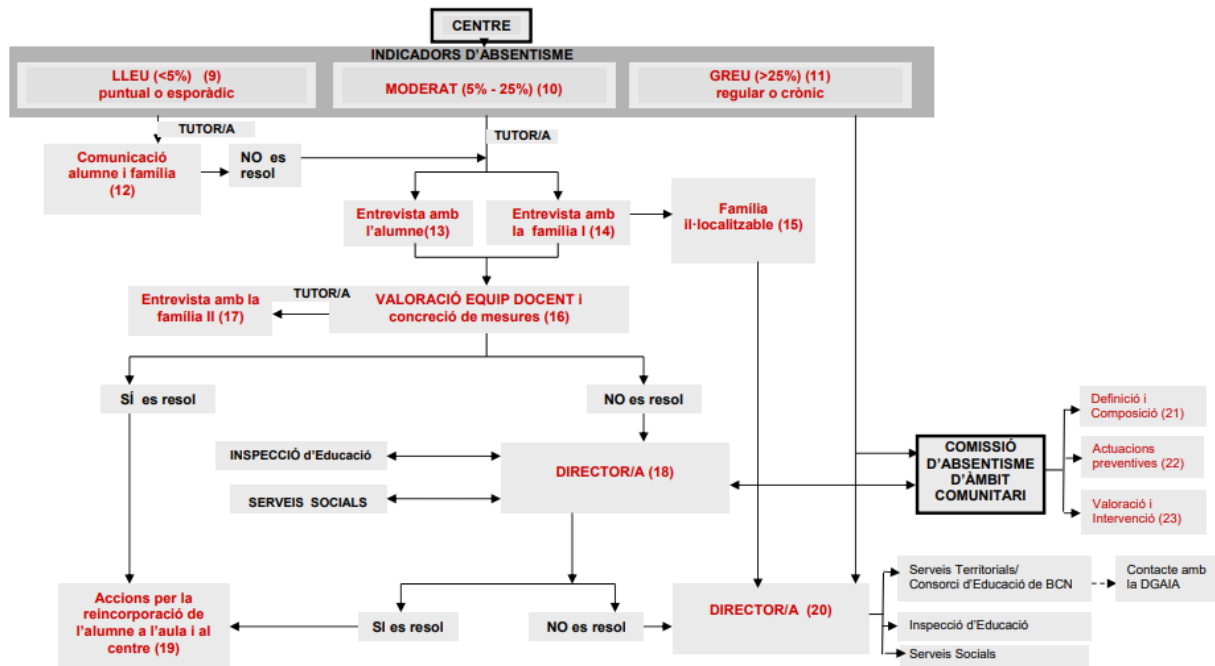 CENTRE
INDICADORS D'ABSENTISME
LLEU (<5%) (9)
puntual o esporàdic
MODERAT (5% - 25%) (10)
GREU (>25%) (11)
regular o crònic
TUTOR/A
TUTOR/A
Comunicació
alumne i família
(12)
NO es
resol
Entrevista amb
l'alumne(13)
Entrevista amb
la família I (14)
Família
il·localitzable (15)
Entrevista amb la
família II (17)
TUTOR/A
VALORACIÓ EQUIP DOCENT i
concreció de mesures (16)
SÍ es resol
NO es resol
INSPECCIÓ d'Educació
SERVEIS SOCIALS
DIRECTOR/A (18)
COMISSIÓ
D'ABSENTISME
D'ÀMBIT
COMUNITARI
Definició i
Composició (21)
Actuacions
preventives (22)
Valoració i
Intervenció (23)
Accions per la
reincorporació de
l'alumne a l'aula i al
centre (19)
SI es resol
NO es resol
DIRECTOR/A (20)
Serveis Territorials/
Consorci d'Educació de BCN
Contacte amb
la DGAIA
Inspecció d'Educació
Serveis Socials